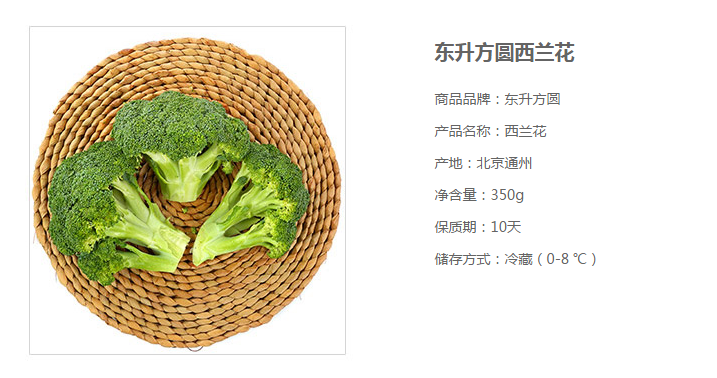 东升方圆西兰花
商品品牌：东升方圆
产品名称：西兰花
产地：北京通州
净含量：350g
保质期：10天
储存方式：冷藏（0-8 ℃）